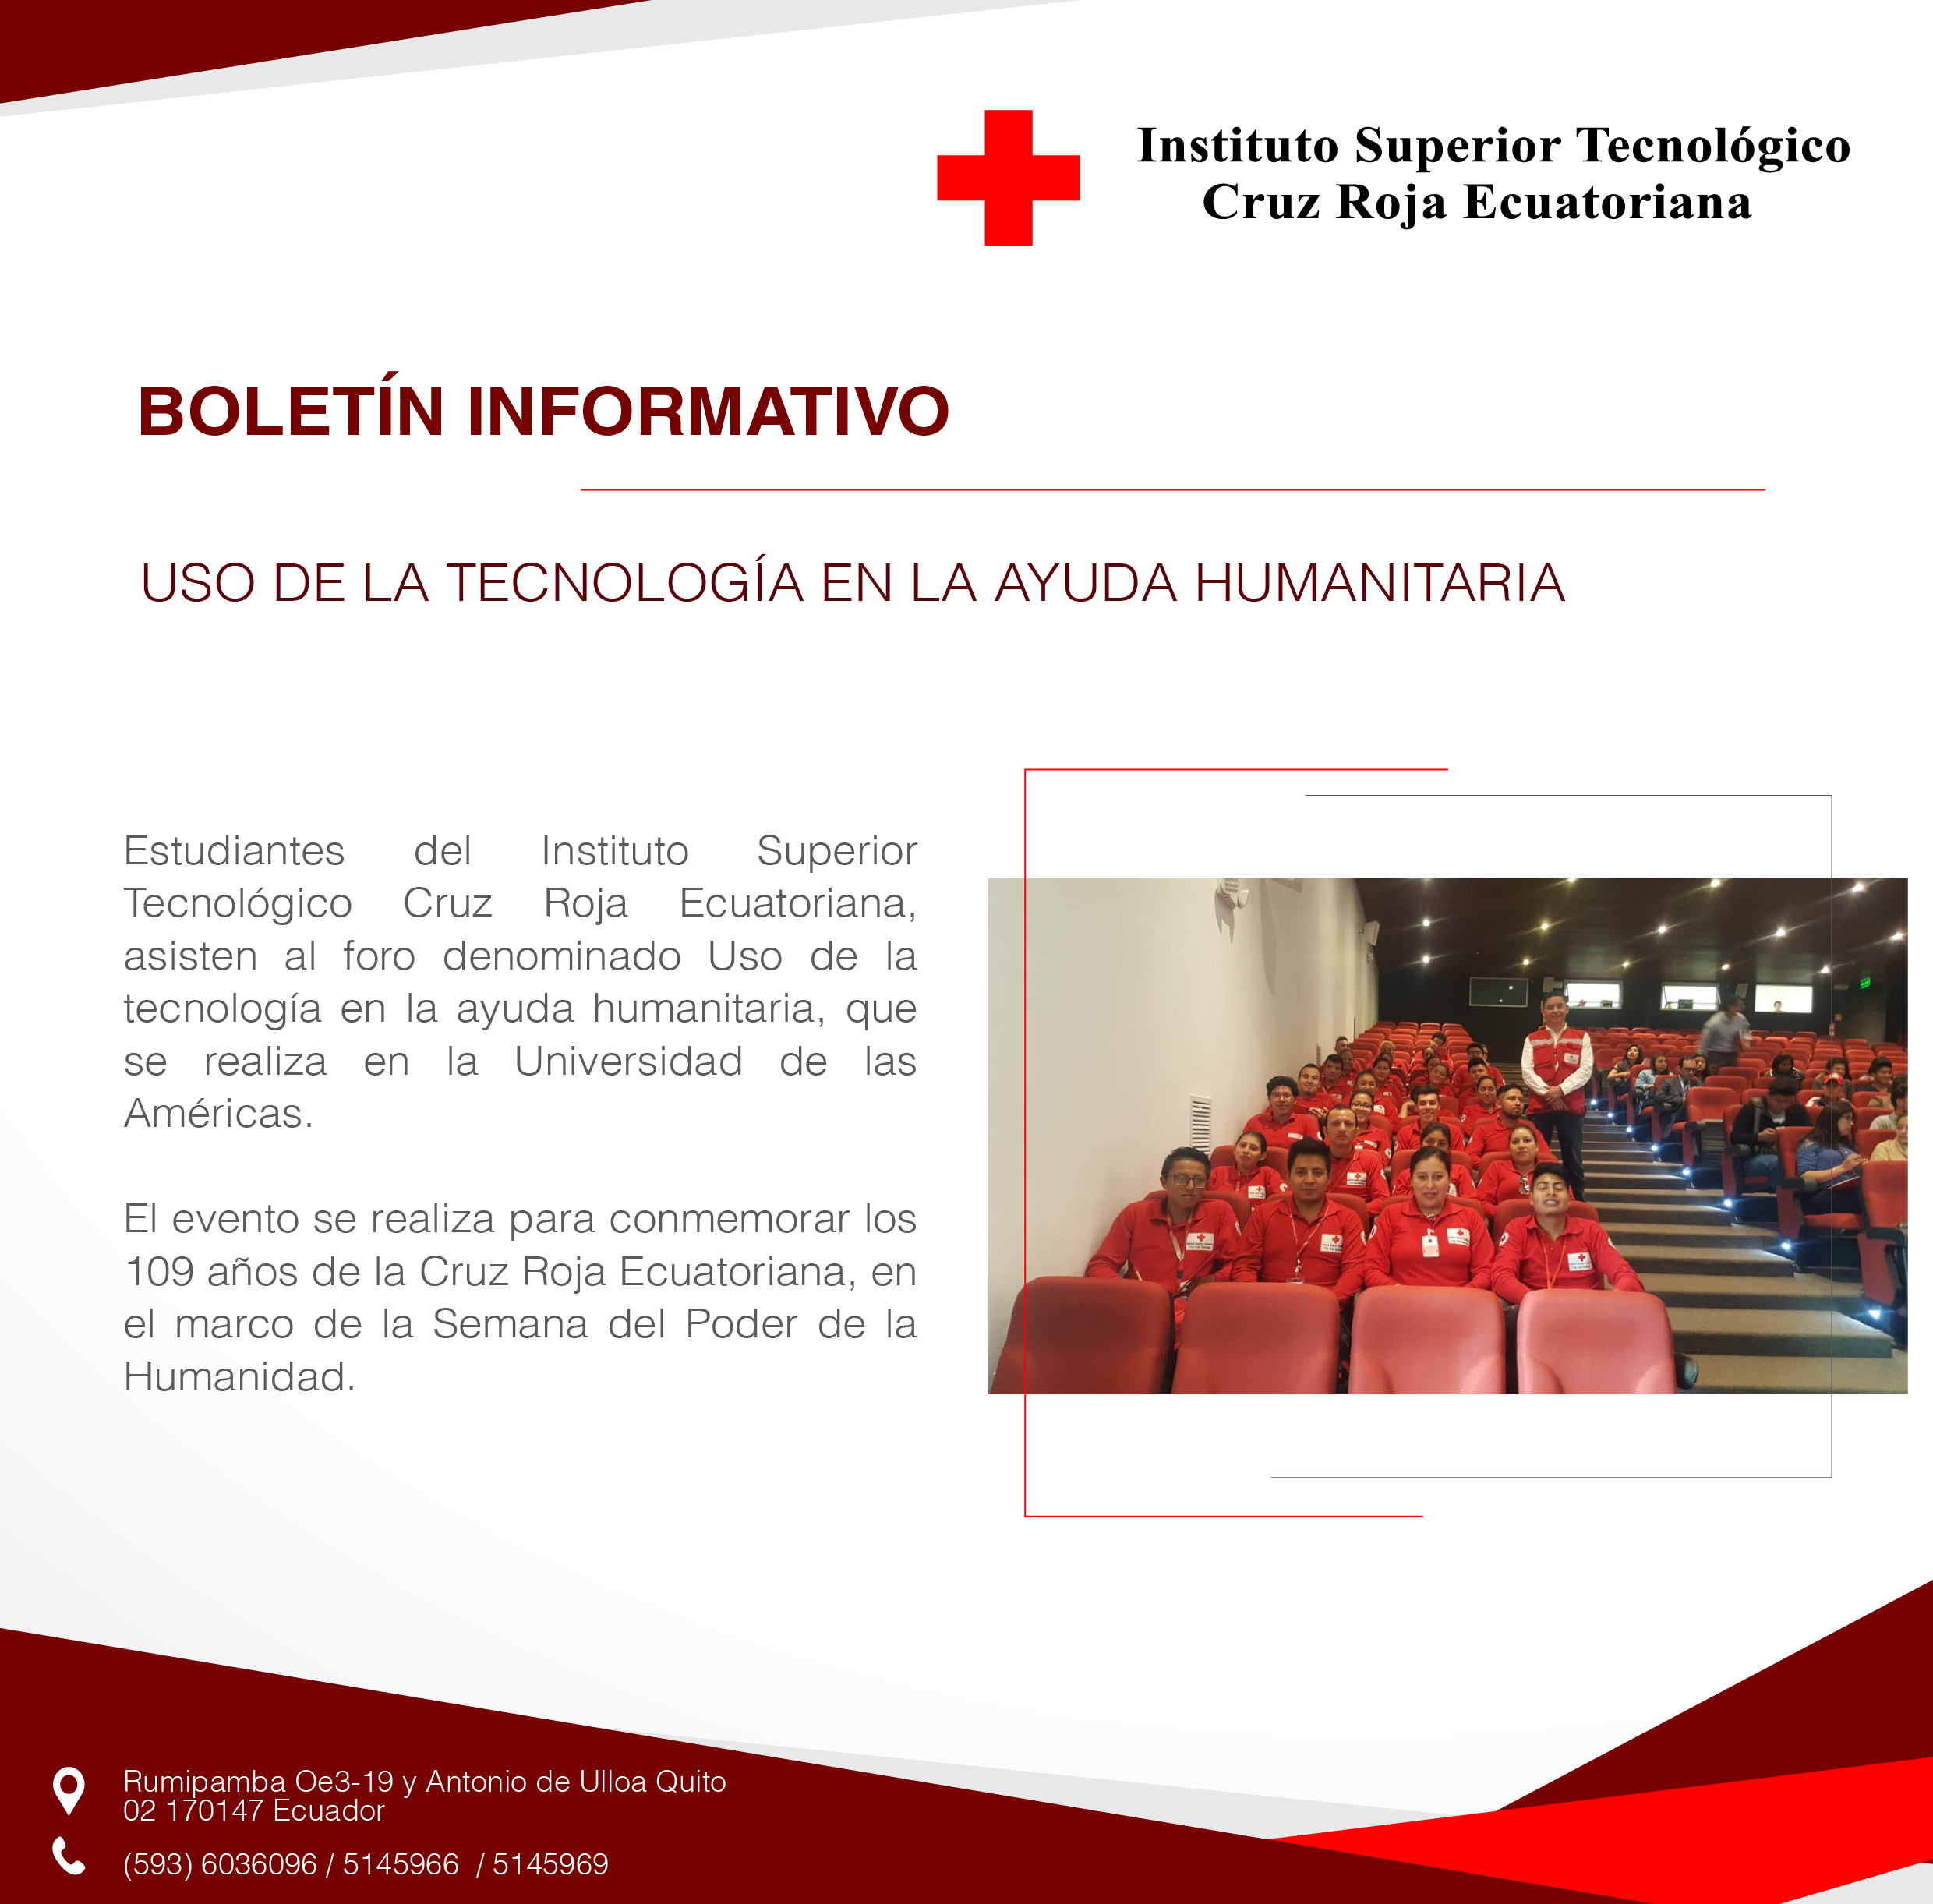 Instituto Superior Tecnológico
Cruz Roja Ecuatoriana
BOLETÍN INFORMATIVO
USO DE LA TECNOLOGÍA EN LA AYUDA HUMANITARIA
Estudiantes del Instituto Superior
Tecnológico Cruz Roja Ecuatoriana,
asisten al foro denominado Uso de la
tecnología en la ayuda humanitaria, que
se realiza en la Universidad de las
Américas.
El evento se realiza para conmemorar los
109 años de la Cruz Roja Ecuatoriana, en
el marco de la Semana del Poder de la
Humanidad.
Rumipamba Oe3-19 y Antonio de Ulloa Quito
02 170147 Ecuador
(593) 6036096 / 5145966 / 5145969